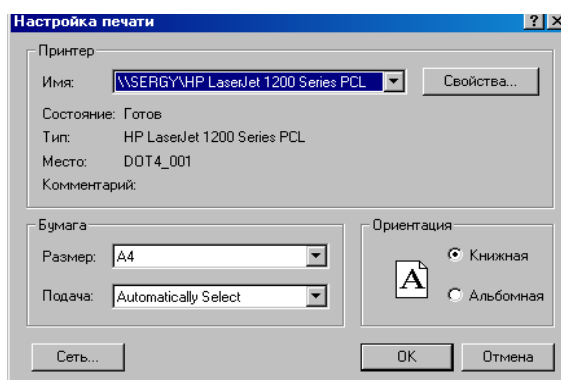 Настройка печати
Принтер
Имя: \\SERGY\HP LaserJet 1200 Series PCL Свойства...
Состояние: Готов
Тип: HP LaserJet 1200 Series PCL
Место: DOT4_001
Комментарий:
Бумага
Размер: A4
Подача: Automatically Select
Ориентация
A
Книжная
Альбомная
Сеть... OK Отмена